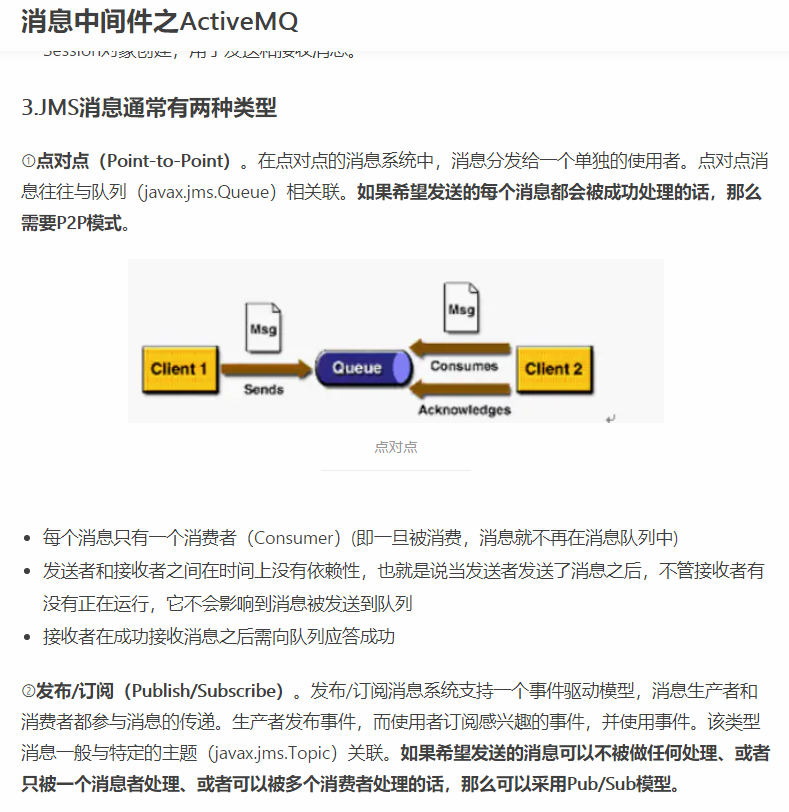 消息中间件之ActiveMQ
Session对象创建，用于发送和接收消息。
3.JMS消息通常有两种类型
①点对点（Point-to-Point）。在点对点的消息系统中，消息分发给一个单独的使用者。点对点消
息往往与队列（javax.jms.Queue）相关联。如果希望发送的每个消息都会被成功处理的话，那么
需要P2P模式。
Msg
Msg
Client 1
Queue
Consumes
Client 2
Sends
Acknowledges
点对点
每个消息只有一个消费者（Consumer）(即一旦被消费，消息就不再在消息队列中)
发送者和接收者之间在时间上没有依赖性，也就是说当发送者发送了消息之后，不管接收者有
没有正在运行，它不会影响到消息被发送到队列
接收者在成功接收消息之后需向队列应答成功
②发布/订阅（Publish/Subscribe）。发布/订阅消息系统支持一个事件驱动模型，消息生产者和
消费者都参与消息的传递。生产者发布事件，而使用者订阅感兴趣的事件，并使用事件。该类型
消息一般与特定的主题（javax.jms.Topic）关联。如果希望发送的消息可以不被做任何处理、或者
只被一个消息者处理、或者可以被多个消费者处理的话，那么可以采用Pub/Sub模型。